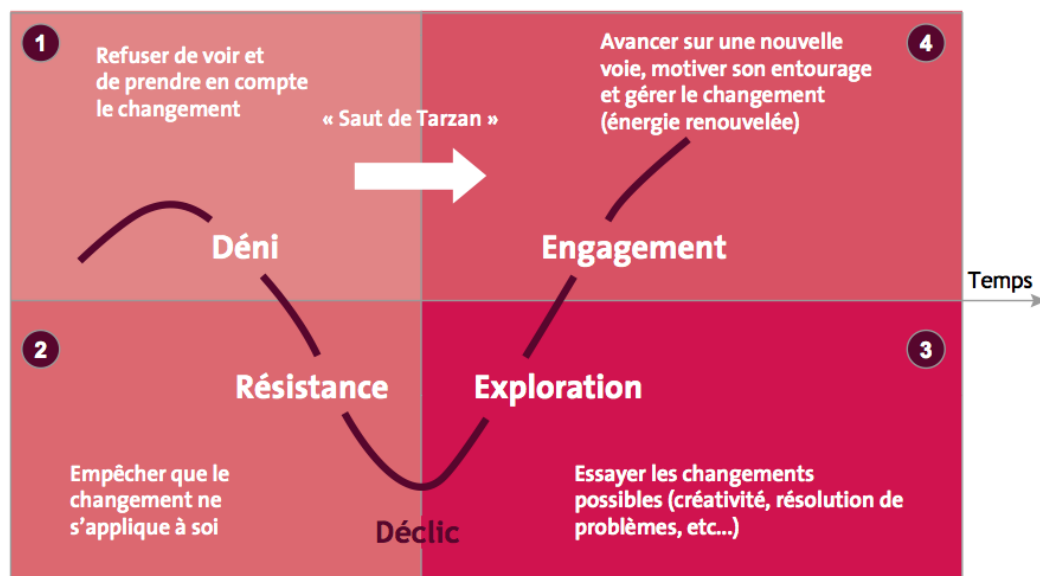 1
Refuser de voir et
de prendre en compte
le changement
« Saut de Tarzan »
Avancer sur une nouvelle
voie, motiver son entourage
et gérer le changement
(énergie renouvelée)
4
Déni
Engagement
Temps
2
3
Résistance
Exploration
Empêcher que le
changement ne
s’applique à soi
Déclic
Essayer les changements
possibles (créativité, résolution de
problèmes, etc...)